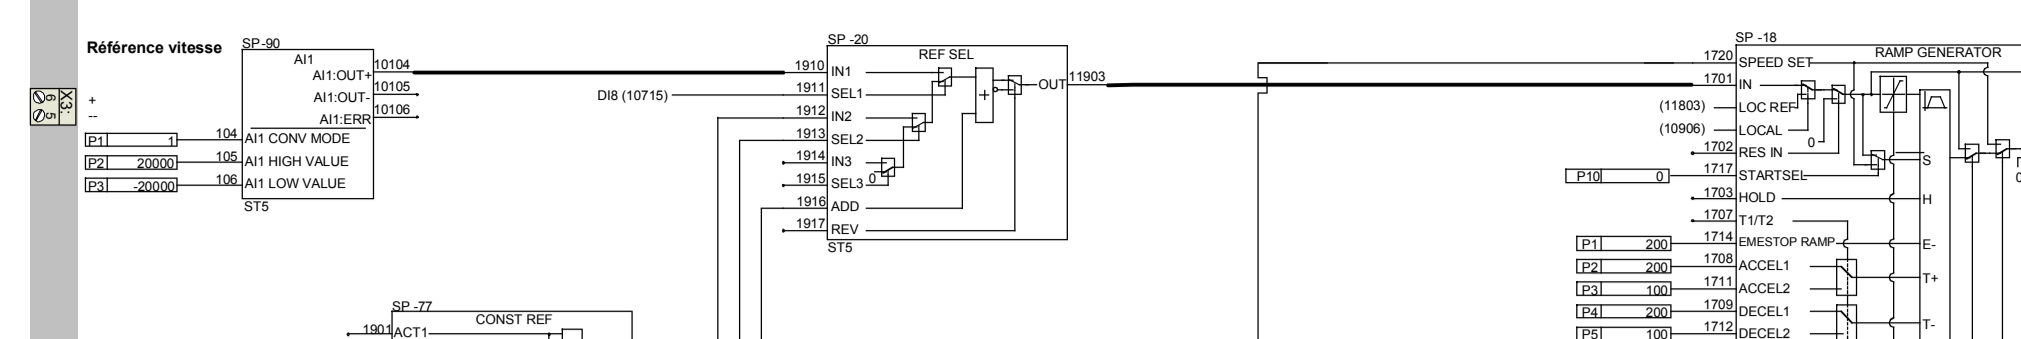 Référence vitesse
X3:
6
5
+
--
SP -90
AI1
AI1:OUT+
10104
AI1:OUT-
10105
AI1:ERR
10106
P1 1 104 AI1 CONV MODE
P2 20000 105 AI1 HIGH VALUE
P3 -20000 106 AI1 LOW VALUE
ST5
SP -77
CONST REF
1901 ACT1
SP -20
REF SEL
1910 IN1
DI8 (10715) 1911 SEL1
1912 IN2
1913 SEL2
1914 IN3
1915 SEL3 0
1916 ADD
1917 REV
+
OUT 11903
ST5
SP -18
RAMP GENERATOR
1720 SPEED SET
1701 IN
(11803) LOC REF
(10906) LOCAL
0
1702 RES IN
P10 0 1717 STARTSEL
S
1703 HOLD
H
1707 T1/T2
P1 200 1714 EMESTOP RAMP
E-
P2 200 1708 ACCEL1
T+
P3 100 1711 ACCEL2
P4 200 1709 DECEL1
T-
P5 100 1712 DECEL2
0